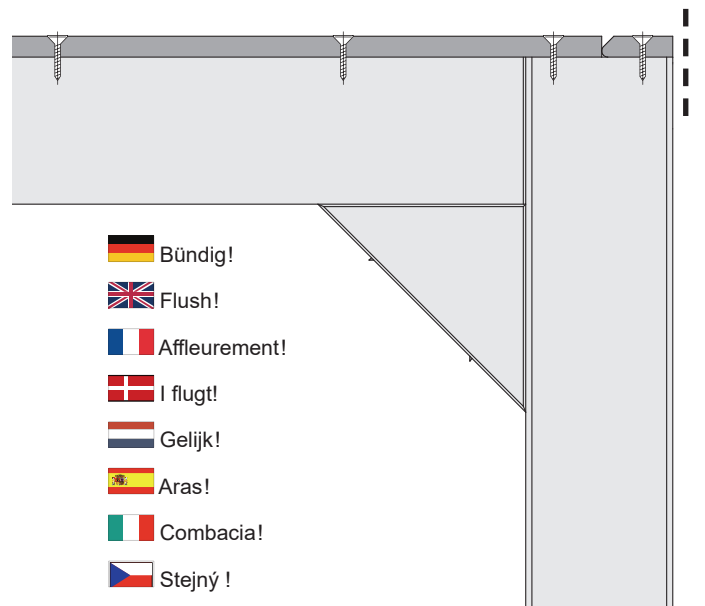 Bündig!
Flush!
Affleurement!
I flugt!
Gelijk!
Aras!
Combacia!
Stejný !